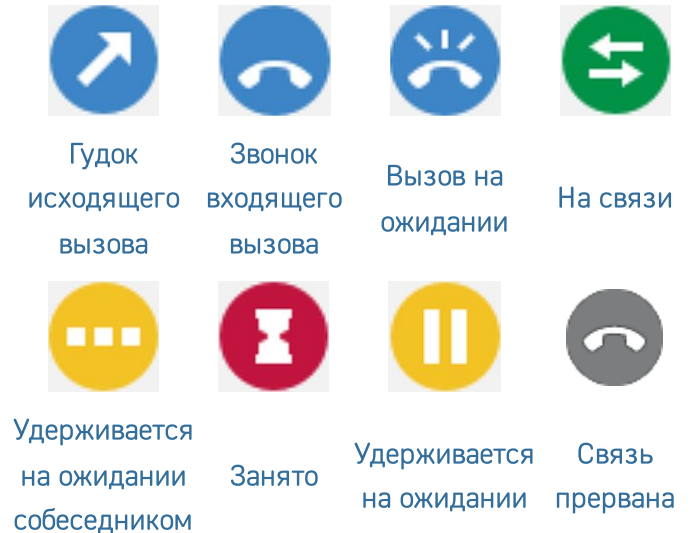 Гудок
исходящего
вызова
Звонок
входящего
вызова
Вызов на
ожидании
На связи
Удерживается
на ожидании
собеседником
Занято
Удерживается
на ожидании
Связь
прервана